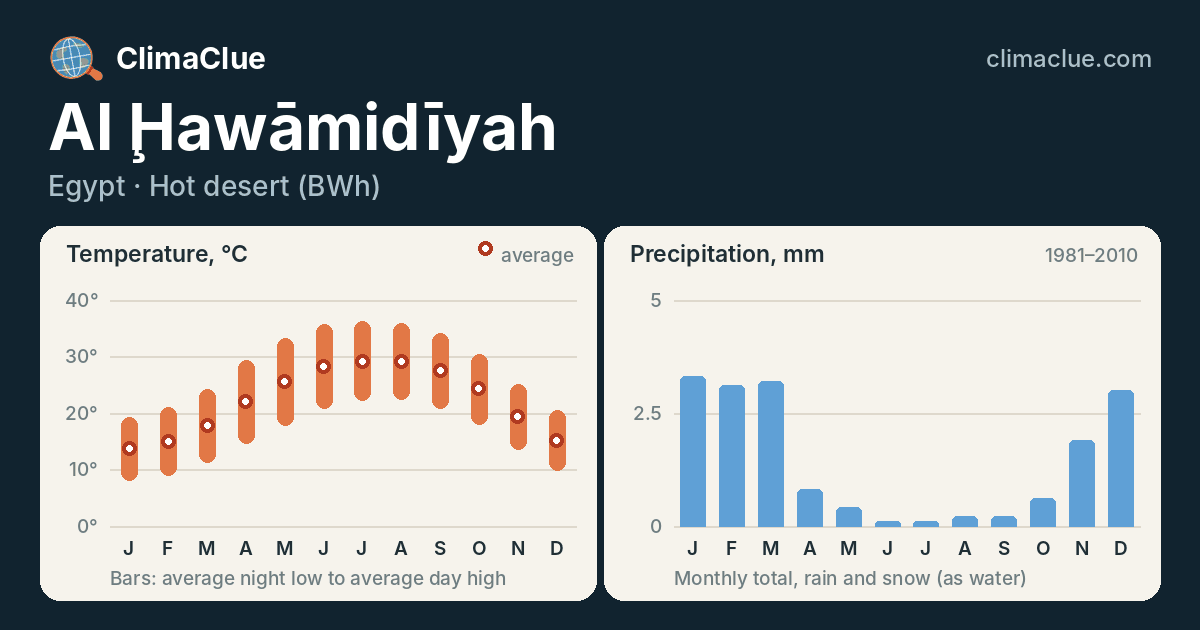 ClimaClue
climaclue.com
Al Ḩawāmidīyah
Egypt · Hot desert (BWh)
Temperature, °C
average
40°
30°
20°
10°
0°
J F M A M J J A S O N D
Bars: average night low to average day high
Precipitation, mm
1981–2010
5
2.5
0
J F M A M J J A S O N D
Monthly total, rain and snow (as water)